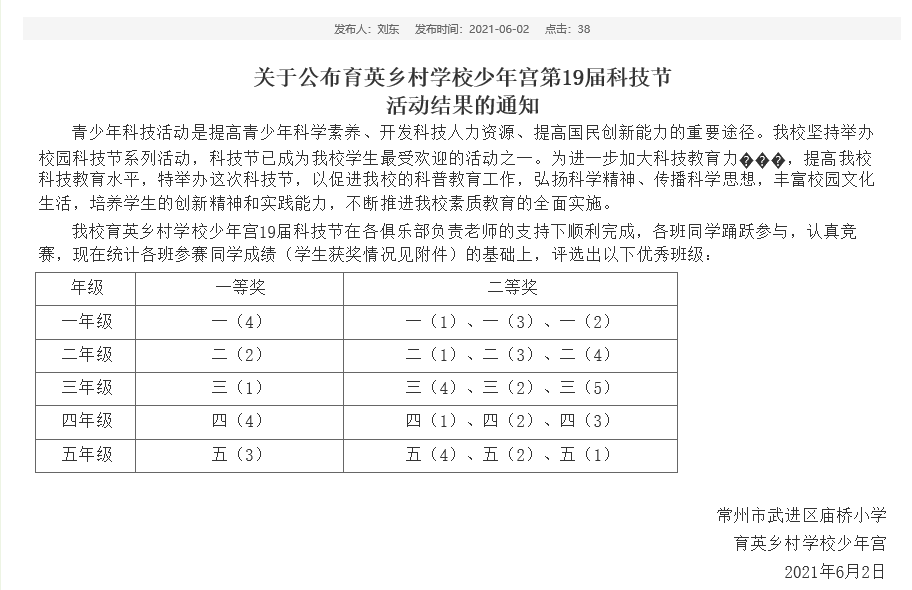 发布人：刘东 发布时间：2021-06-02 点击：38
关于公布育英乡村学校少年宫第19届科技节
活动结果的通知
青少年科技活动是提高青少年科学素养、开发科技人力资源、提高国民创新能力的重要途径。我校坚持举办
校园科技节系列活动，科技节已成为我校学生最受欢迎的活动之一。为进一步加大科技教育力���，提高我校
科技教育水平，特举办这次科技节，以促进我校的科普教育工作，弘扬科学精神、传播科学思想，丰富校园文化
生活，培养学生的创新精神和实践能力，不断推进我校素质教育的全面实施。
我校育英乡村学校少年宫19届科技节在各俱乐部负责老师的支持下顺利完成，各班同学踊跃参与，认真竞
赛，现在统计各班参赛同学成绩（学生获奖情况见附件）的基础上，评选出以下优秀班级：
年级 一等奖 二等奖
一年级 一（4） 一（1）、一（3）、一（2）
二年级 二（2） 二（1）、二（3）、二（4）
三年级 三（1） 三（4）、三（2）、三（5）
四年级 四（4） 四（1）、四（2）、四（3）
五年级 五（3） 五（4）、五（2）、五（1）
常州市武进区庙桥小学
育英乡村学校少年宫
2021年6月2日